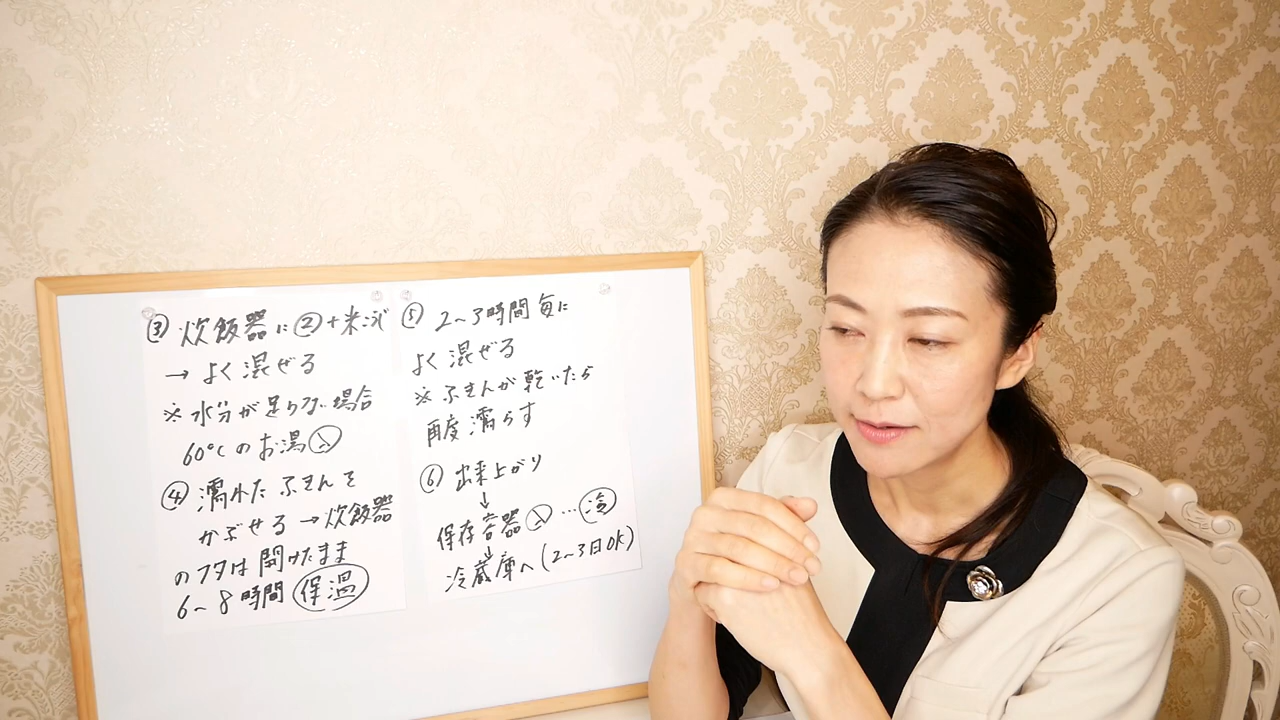 ③ 炊飯器に②+米こうじ
→ よく混ぜる
※ 水分が足りない場合
60℃のお湯入
④ 濡れたふきんを
かぶせる → 炊飯器
のフタは開けたまま
6~8時間 保温
⑤ 2~3時間毎に
よく混ぜる
※ ふきんが乾いたら
再度濡らす
⑥ 出来上がり
↓
保存容器入…冷
↓
冷蔵庫へ(2~3日OK)